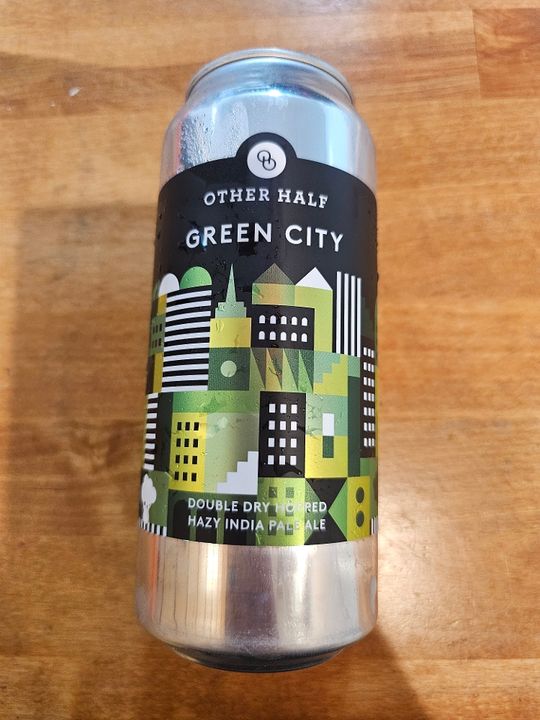 OTHER HALF
GREEN CITY
DOUBLE DRY HOPPED
HAZY INDIA PALE ALE